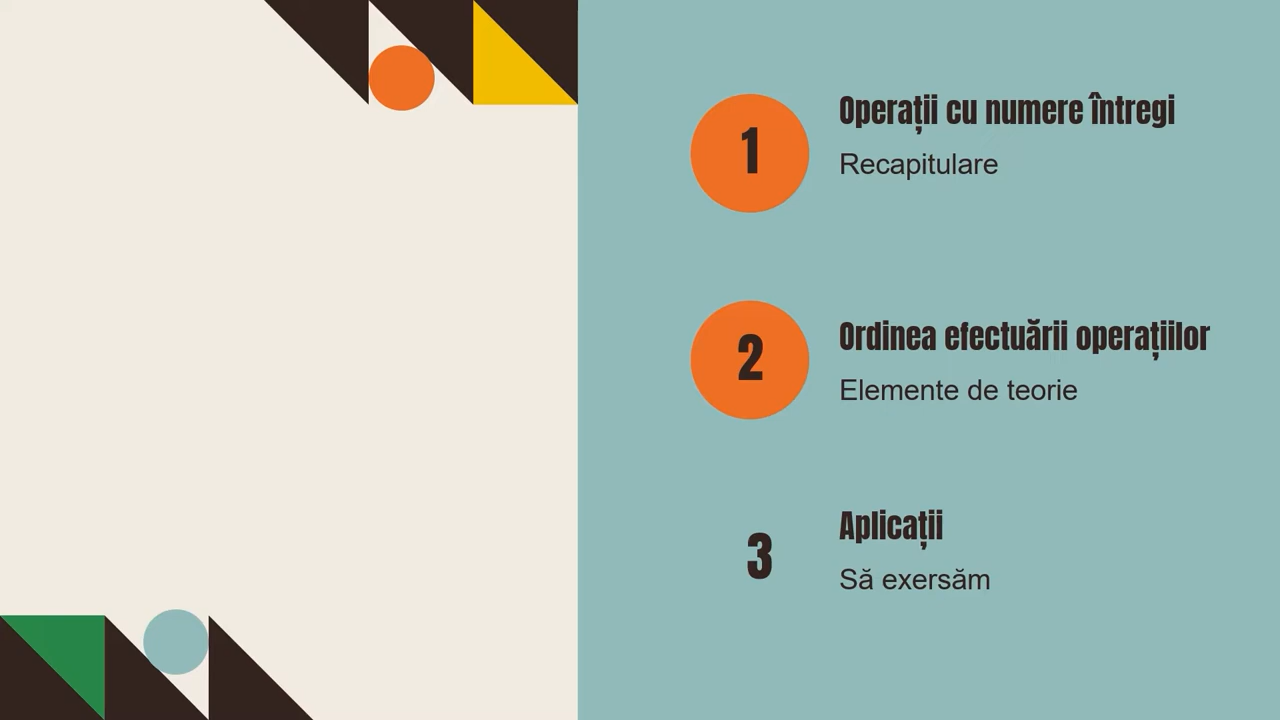 1
Operații cu numere întregi
Recapitulare
2
Ordinea efectuării operațiilor
Elemente de teorie
3
Aplicații
Să exersăm